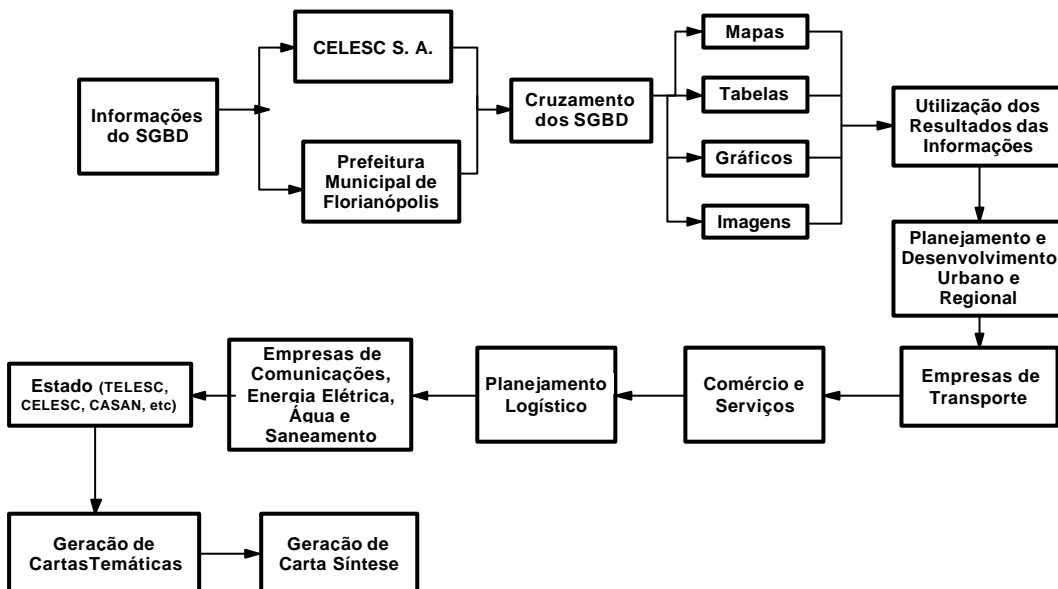 Informações
do SGBD
CELESC S. A.
Prefeitura
Municipal de
Florianópolis
Cruzamento
dos SGBD
Mapas
Tabelas
Gráficos
Imagens
Utilização dos
Resultados das
Informações
Planejamento e
Desenvolvimento
Urbano e
Regional
Empresas de
Transporte
Comércio e
Serviços
Planejamento
Logístico
Empresas de
Comunicações,
Energia Elétrica,
Água e
Saneamento
Estado (TELESC,
CELESC, CASAN, etc)
Geração de
CartasTemáticas
Geração de
Carta Síntese